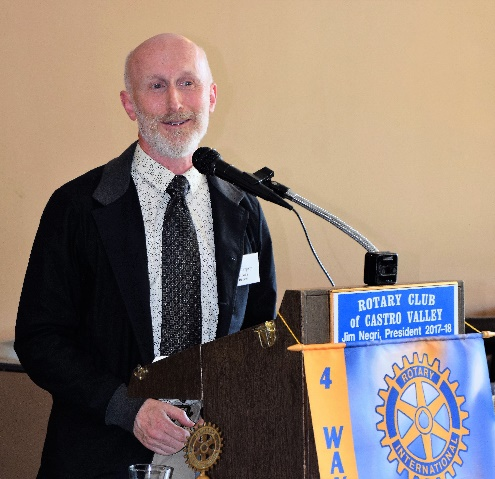 ROTARY CLUB
of CASTRO VALLEY
Jim Negri, President 2017-18
4
WA
ROTARY
INTERNATIONAL